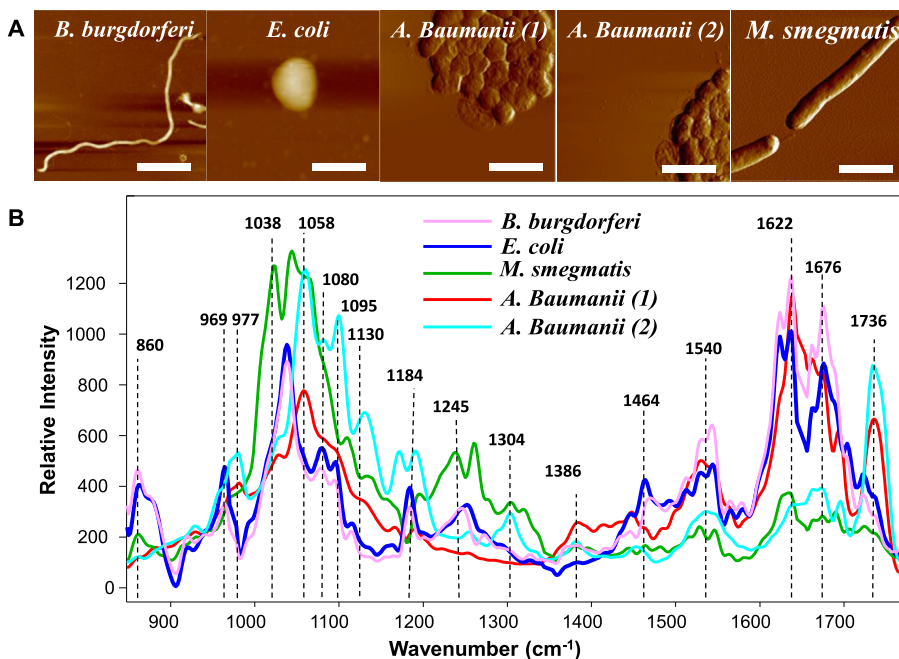 A
B. burgdorferi
E. coli
A. Baumanii (1)
A. Baumanii (2)
M. smegmatis
B
1038
1058
1622
B. burgdorferi
E. coli
M. smegmatis
A. Baumanii (1)
A. Baumanii (2)
1080
1676
1095
969
977
1130
1736
860
1184
1540
1245
1464
1304
1386
Relative Intensity
1200
1000
800
600
400
200
0
900
1000
1100
1200
1300
1400
1500
1600
1700
Wavenumber (cm⁻¹)